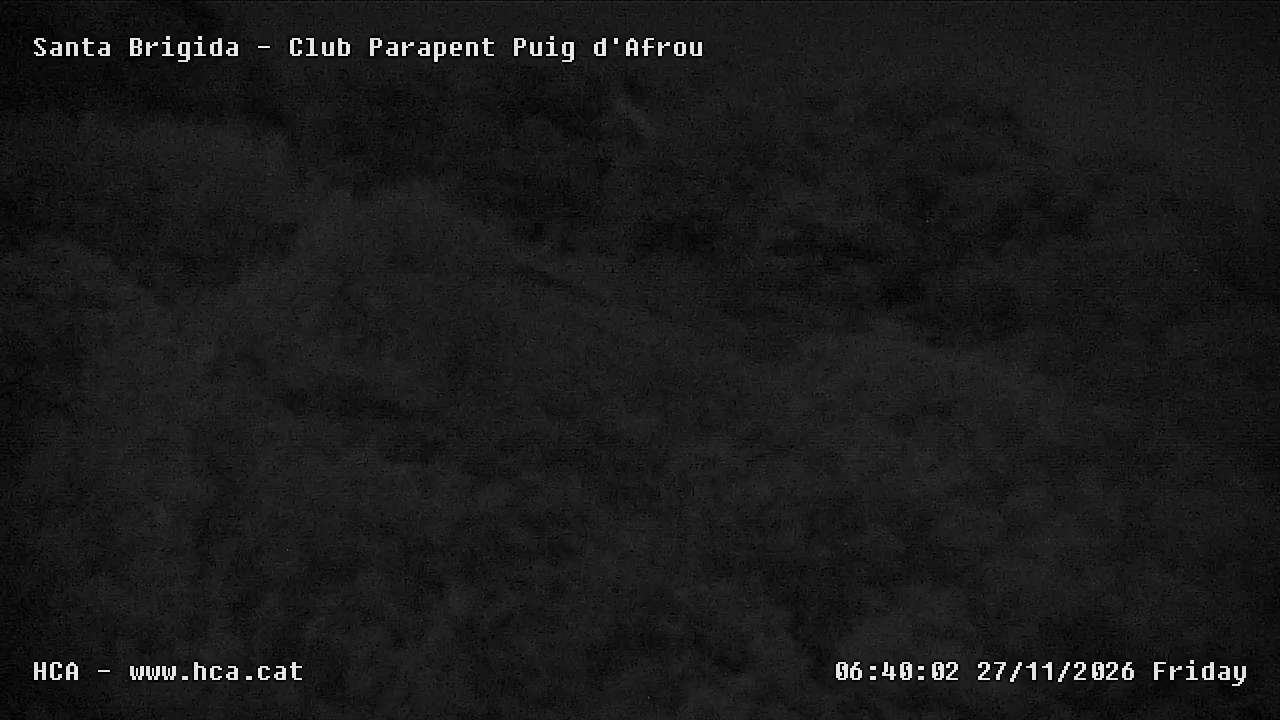 Santa Brigida - Club Parapent Puig d'Afrou
HCA - www.hca.cat
06:40:02 27/11/2026 Friday